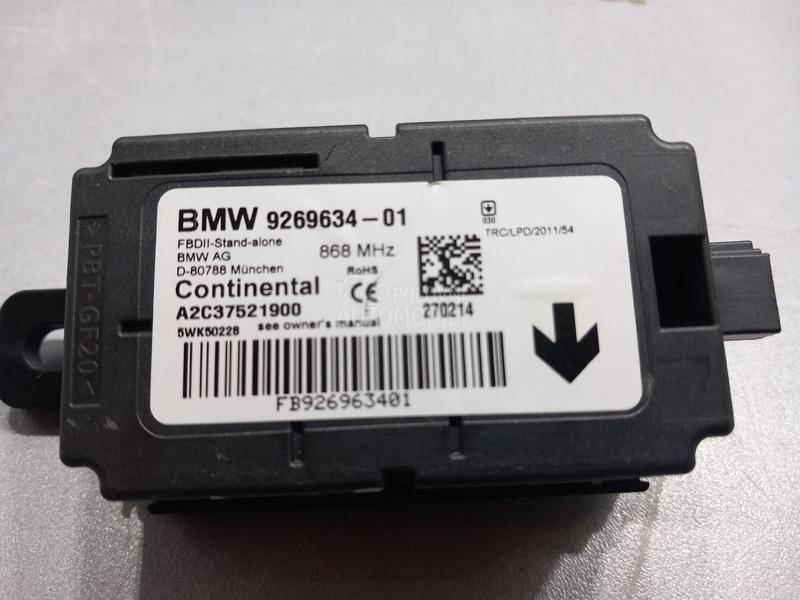 BMW 9269634-01
FBDII-Stand-alone
BMW AG
D-80788 München
868 MHz
RoHS
CE
030
TRC/LPD/2011/54
Continental
A2C37521900
5WK50228 see owner's manual
270214
FB926963401
>PBT-GF20<